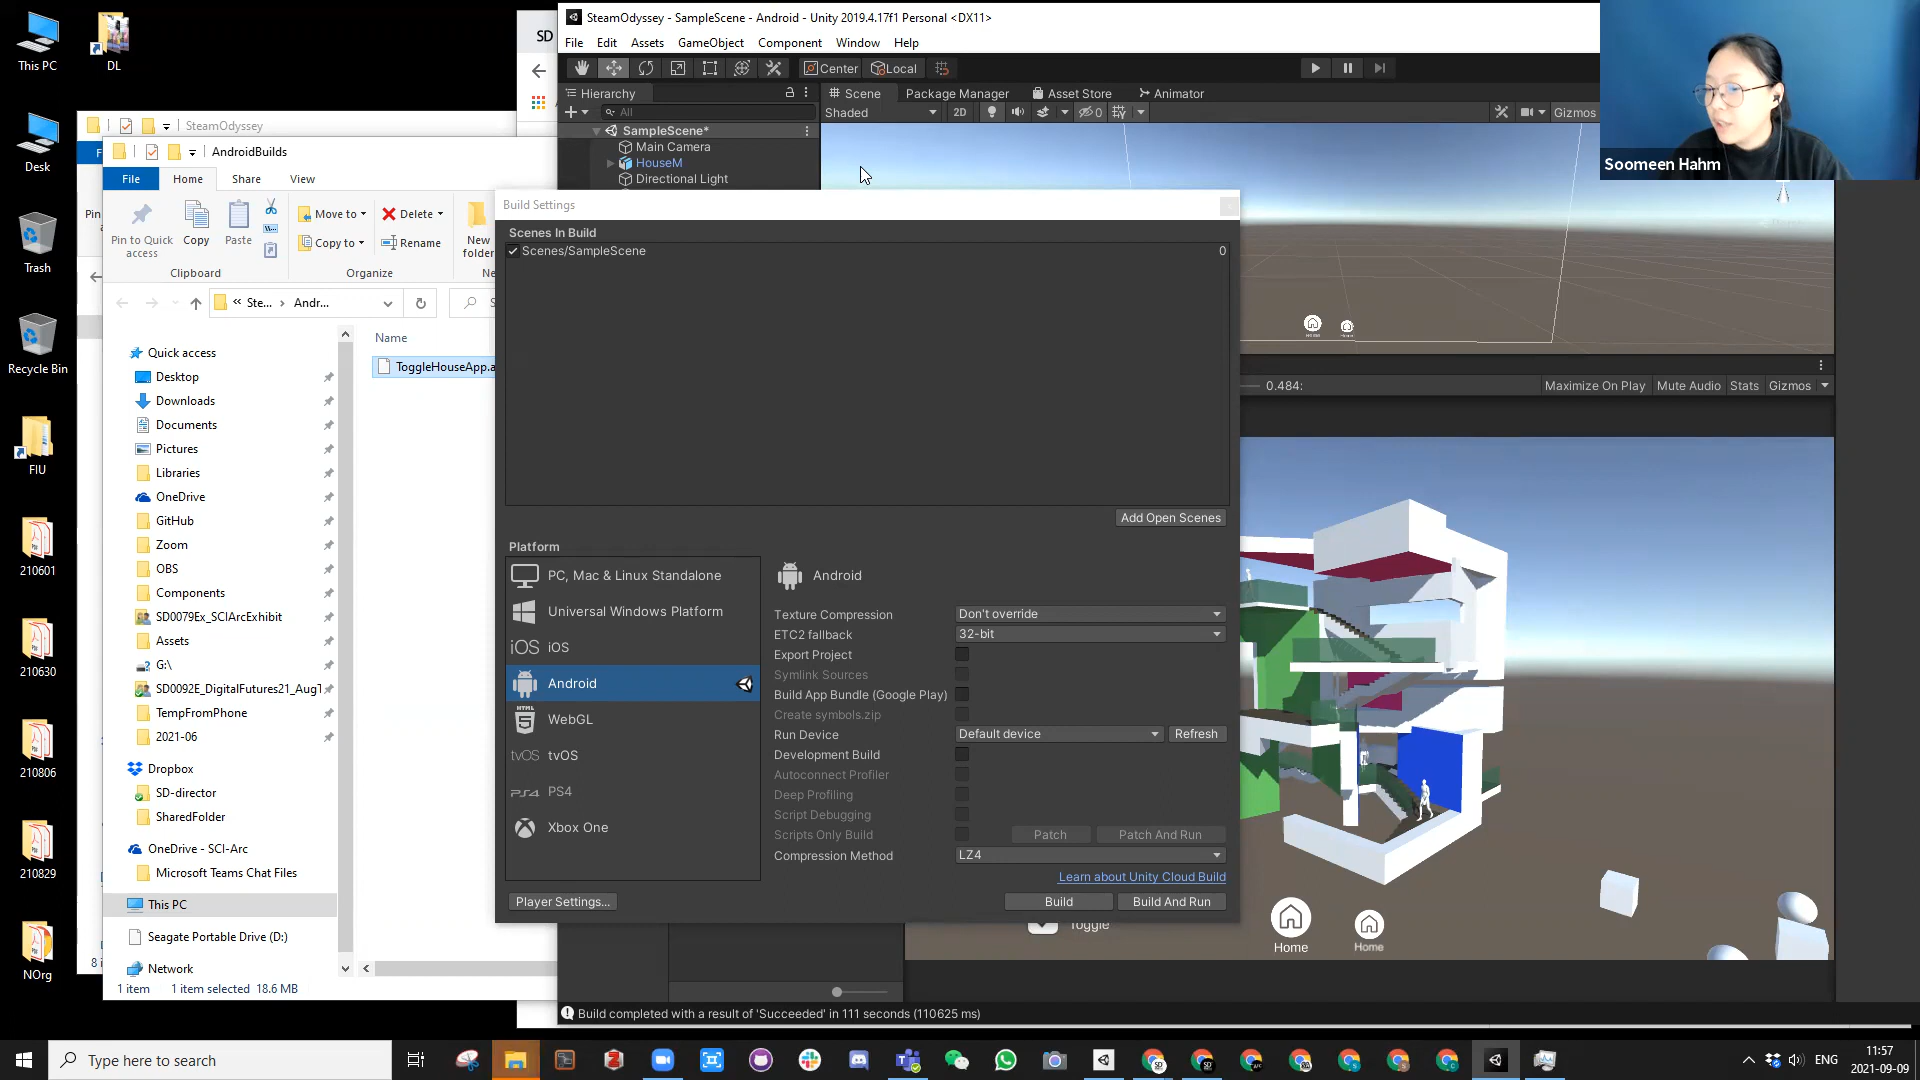 This PC
DL
Desk
Trash
Recycle Bin
FIU
210601
210630
210806
210829
NOrg
SteamOdyssey
AndroidBuilds
File
Home
Share
View
Pin to Quick
access
Copy
Paste
Clipboard
Move to
Copy to
Delete
Rename
Organize
New
folder
Ste...
Andr...
Name
ToggleHouseApp.a
Quick access
Desktop
Downloads
Documents
Pictures
Libraries
OneDrive
GitHub
Zoom
OBS
Components
SD0079Ex_SCIArcExhibit
Assets
G:\
SD0092E_DigitalFutures21_AugT
TempFromPhone
2021-06
Dropbox
SD-director
SharedFolder
OneDrive - SCI-Arc
Microsoft Teams Chat Files
This PC
Seagate Portable Drive (D:)
Network
1 item
1 item selected 18.6 MB
SD
SteamOdyssey - SampleScene - Android - Unity 2019.4.17f1 Personal <DX11>
File Edit Assets GameObject Component Window Help
Center
Local
Hierarchy
All
SampleScene*
Main Camera
HouseM
Directional Light
Scene
Package Manager
Asset Store
Animator
Shaded
2D
0
Gizmos
Soomeen Hahm
Build Settings
Scenes In Build
Scenes/SampleScene
0
Add Open Scenes
Platform
PC, Mac & Linux Standalone
Universal Windows Platform
iOS
iOS
Android
HTML
5
WebGL
tvOS
tvOS
PS4
PS4
Xbox One
Android
Texture Compression
Don't override
ETC2 fallback
32-bit
Export Project
Symlink Sources
Build App Bundle (Google Play)
Create symbols.zip
Run Device
Default device
Refresh
Development Build
Autoconnect Profiler
Deep Profiling
Script Debugging
Scripts Only Build
Patch
Patch And Run
Compression Method
LZ4
Learn about Unity Cloud Build
Player Settings...
Build
Build And Run
0.484:
Maximize On Play
Mute Audio
Stats
Gizmos
Toggle
Home
Home
Build completed with a result of 'Succeeded' in 111 seconds (110625 ms)
Type here to search
ENG
11:57
2021-09-09